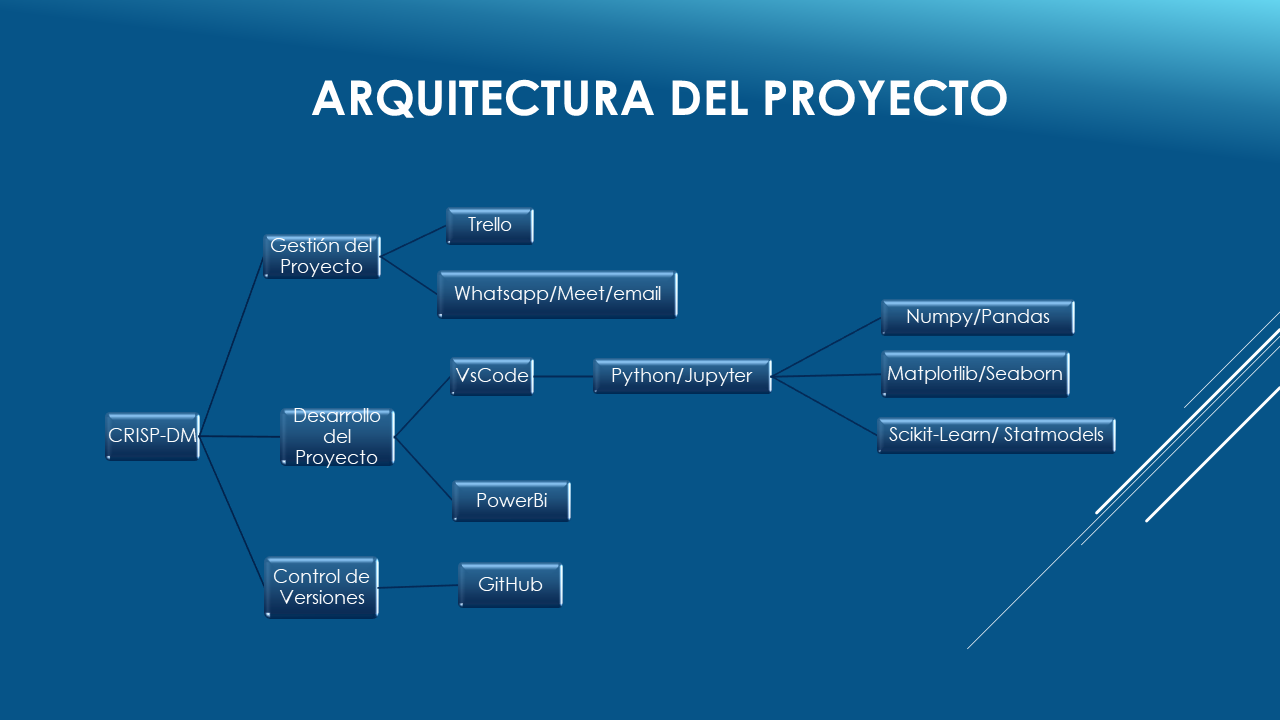 ARQUITECTURA DEL PROYECTO
CRISP-DM
Gestión del
Proyecto
Trello
Whatsapp/Meet/email
Desarrollo
del
Proyecto
VsCode
Python/Jupyter
Numpy/Pandas
Matplotlib/Seaborn
Scikit-Learn/ Statmodels
PowerBi
Control de
Versiones
GitHub